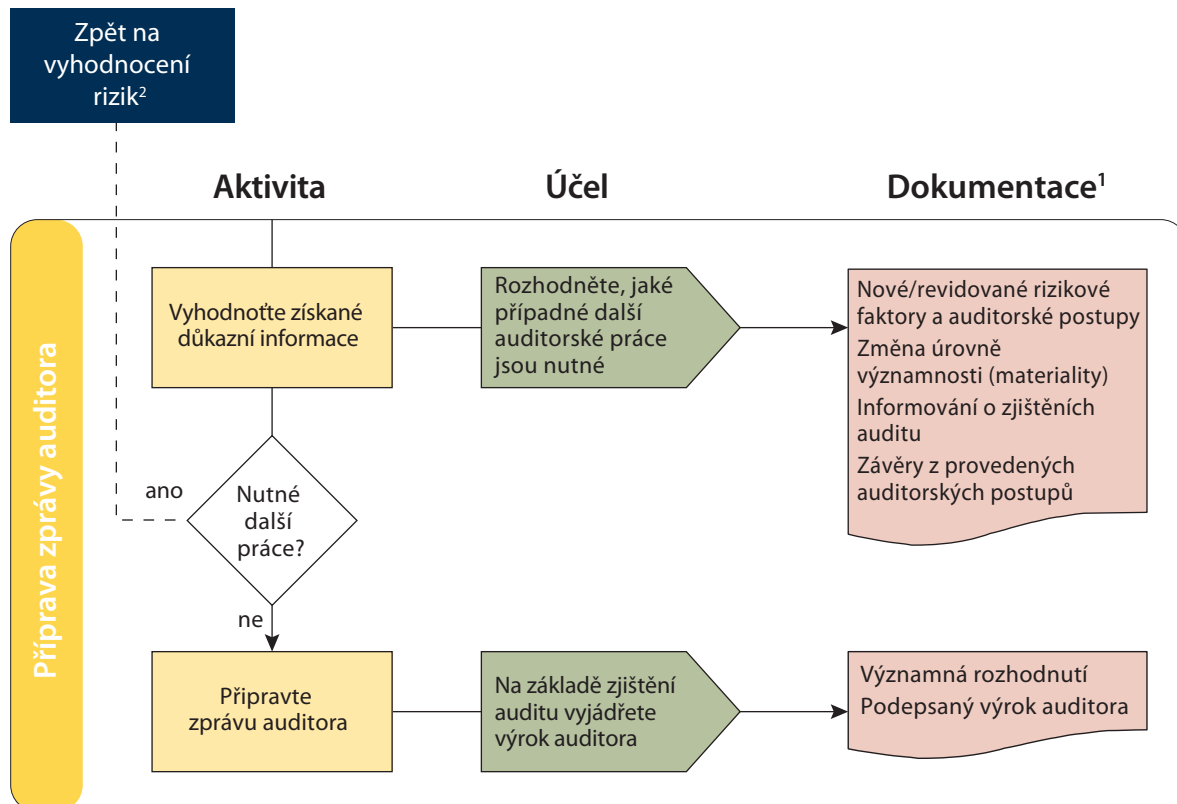 Zpět na
vyhodnocení
rizik²
Aktivita
Účel
Dokumentace¹
Příprava zprávy auditora
Vyhodnoťte získané
důkazní informace
Rozhodněte, jaké
případné další
auditorské práce
jsou nutné
Nové/revidované rizikové
faktory a auditorské postupy
Změna úrovně
významnosti (materiality)
Informování o zjištěních
auditu
Závěry z provedených
auditorských postupů
ano
Nutné
další
práce?
ne
Připravte
zprávu auditora
Na základě zjištění
auditu vyjádřete
výrok auditora
Významná rozhodnutí
Podepsaný výrok auditora